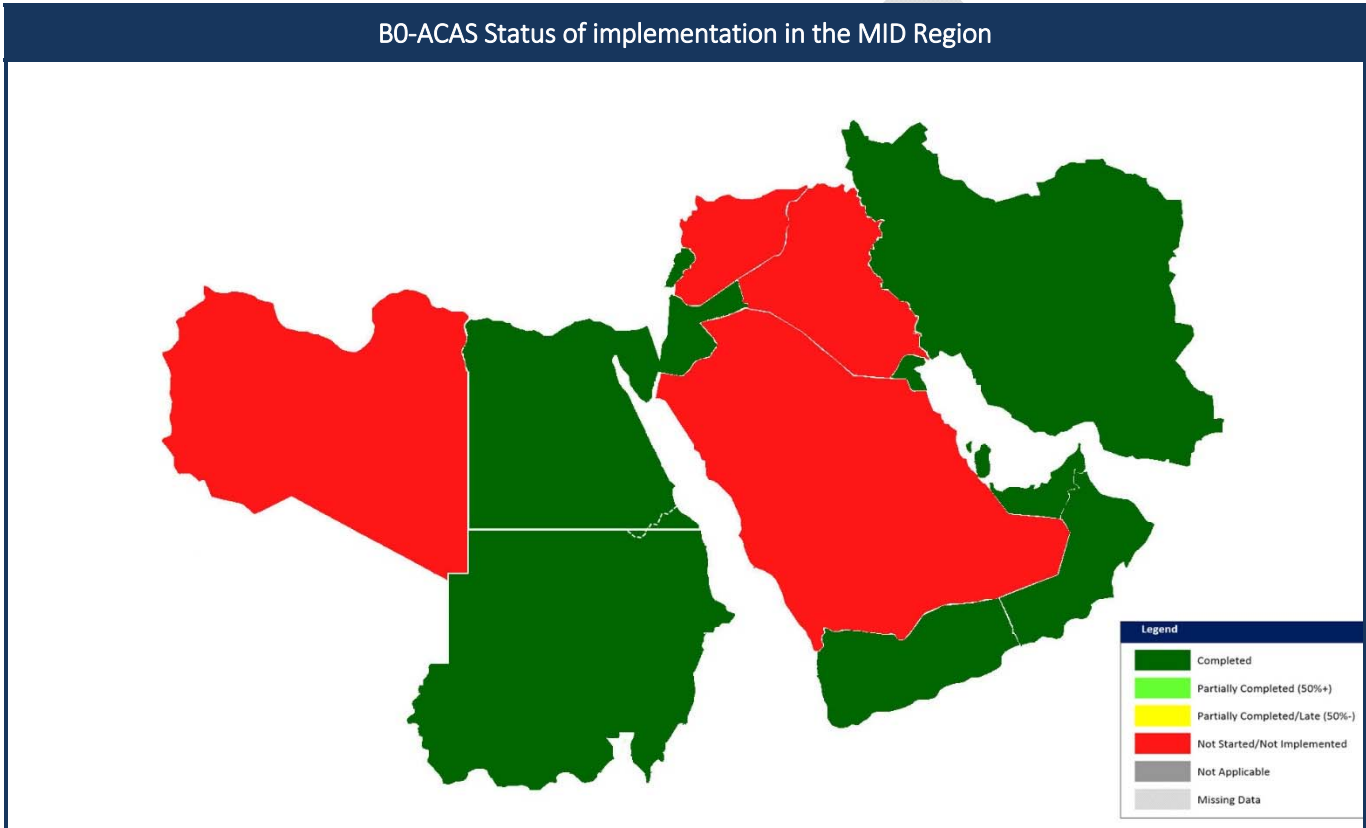 B0-ACAS Status of implementation in the MID Region
Legend
Completed
Partially Completed (50%+)
Partially Completed/Late (50%-)
Not Started/Not Implemented
Not Applicable
Missing Data